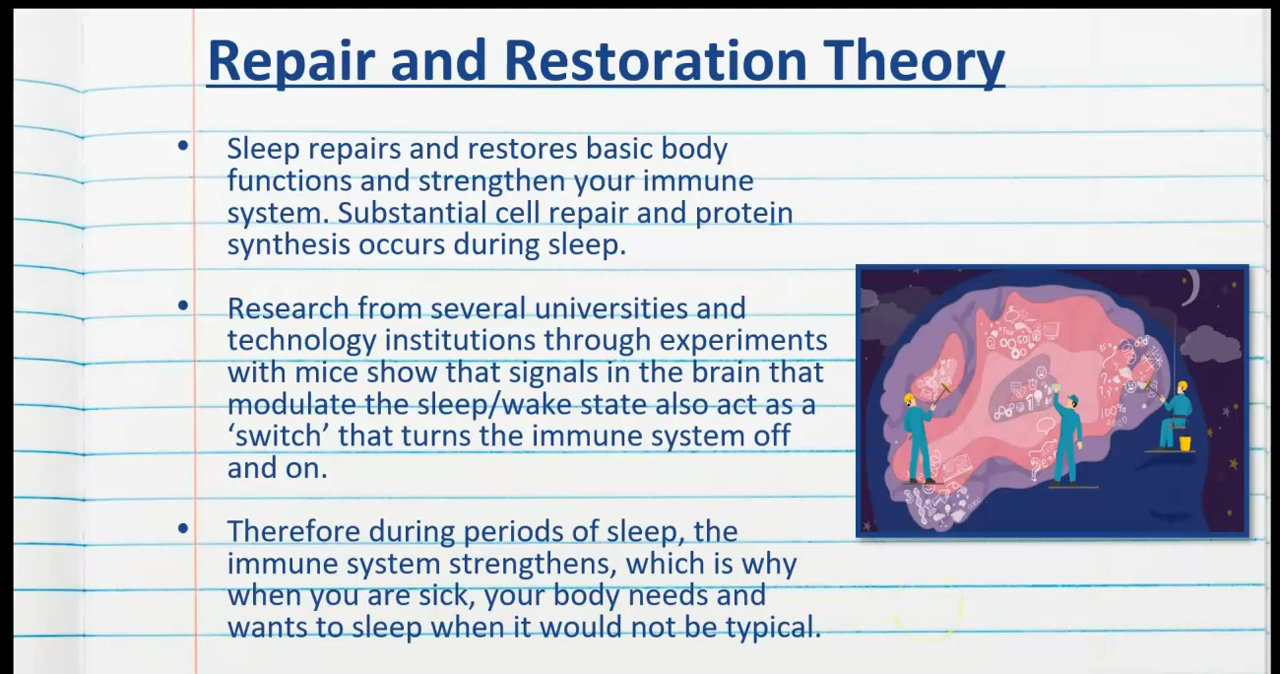 Repair and Restoration Theory
• Sleep repairs and restores basic body
functions and strengthen your immune
system. Substantial cell repair and protein
synthesis occurs during sleep.
• Research from several universities and
technology institutions through experiments
with mice show that signals in the brain that
modulate the sleep/wake state also act as a
‘switch’ that turns the immune system off
and on.
• Therefore during periods of sleep, the
immune system strengthens, which is why
when you are sick, your body needs and
wants to sleep when it would not be typical.
100%